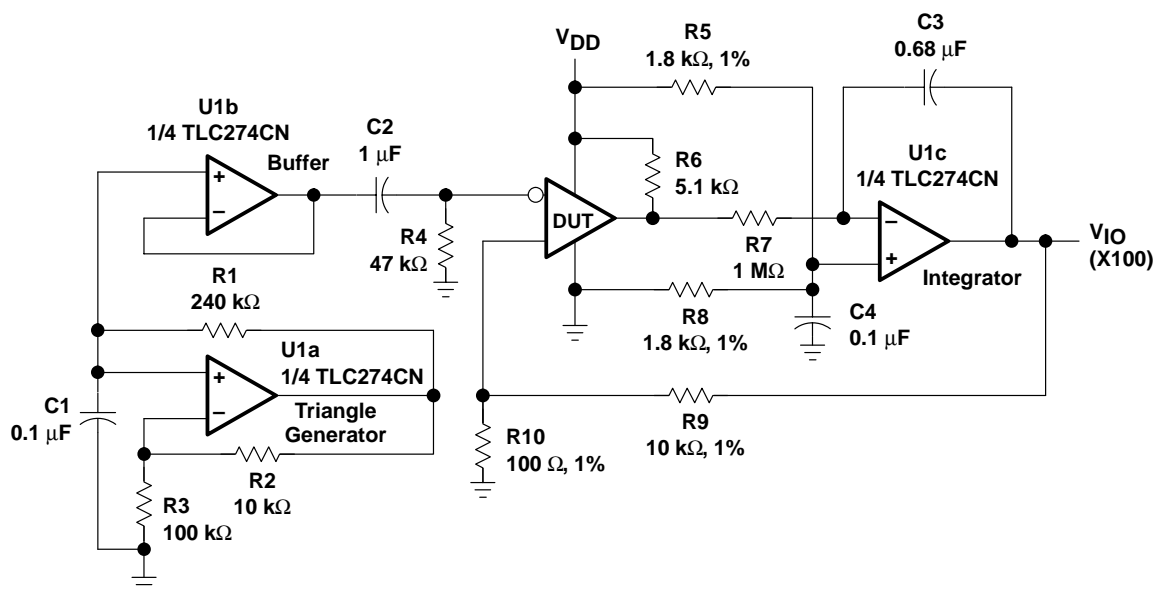 U1b
1/4 TLC274CN
Buffer
+
−
C2
1 µF
R4
47 kΩ
R1
240 kΩ
U1a
1/4 TLC274CN
Triangle
Generator
+
−
C1
0.1 µF
R2
10 kΩ
R3
100 kΩ
VDD
DUT
R5
1.8 kΩ, 1%
R6
5.1 kΩ
R7
1 MΩ
R8
1.8 kΩ, 1%
C3
0.68 µF
U1c
1/4 TLC274CN
−
+
Integrator
C4
0.1 µF
VIO
(X100)
R9
10 kΩ, 1%
R10
100 Ω, 1%